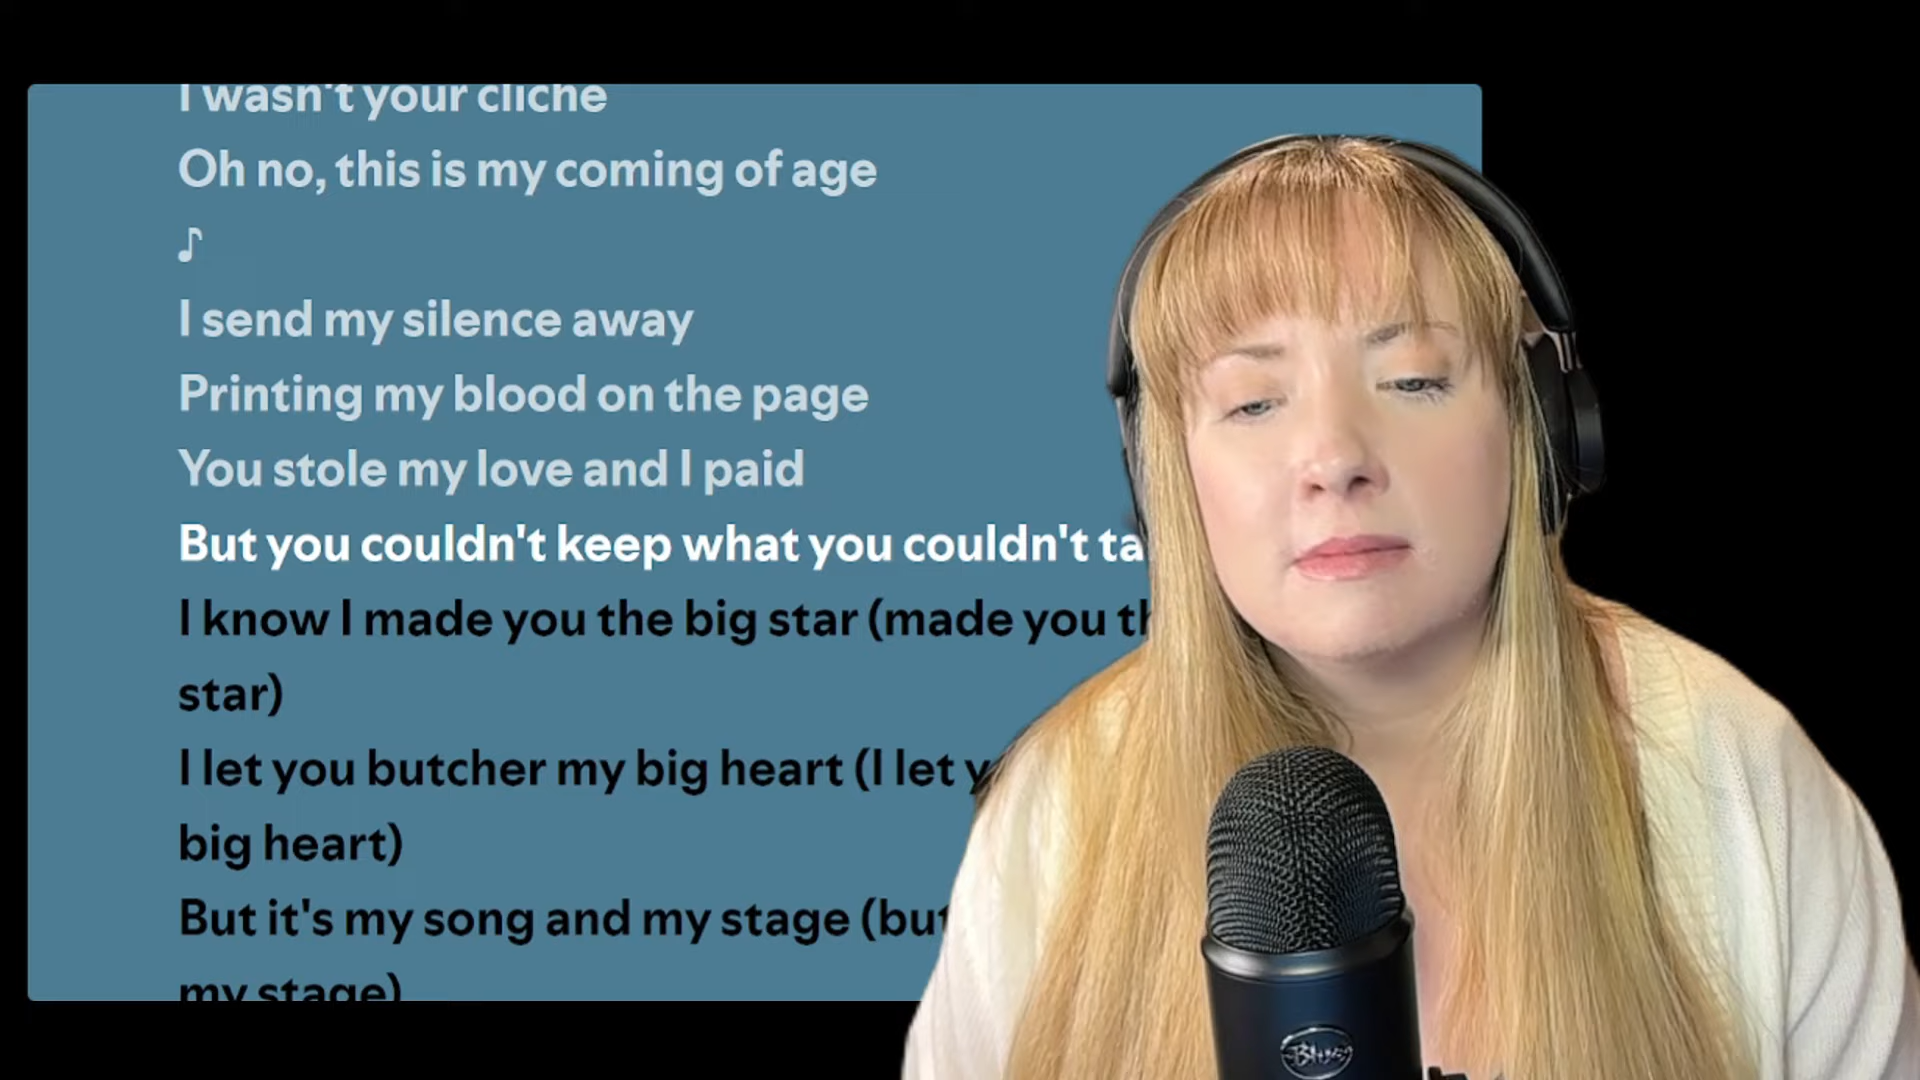 I wasn't your cliche
Oh no, this is my coming of age
♪
I send my silence away
Printing my blood on the page
You stole my love and I paid
But you couldn't keep what you couldn't ta
I know I made you the big star (made you th
star)
I let you butcher my big heart (I let y
big heart)
But it's my song and my stage (but
my stage)
Blue